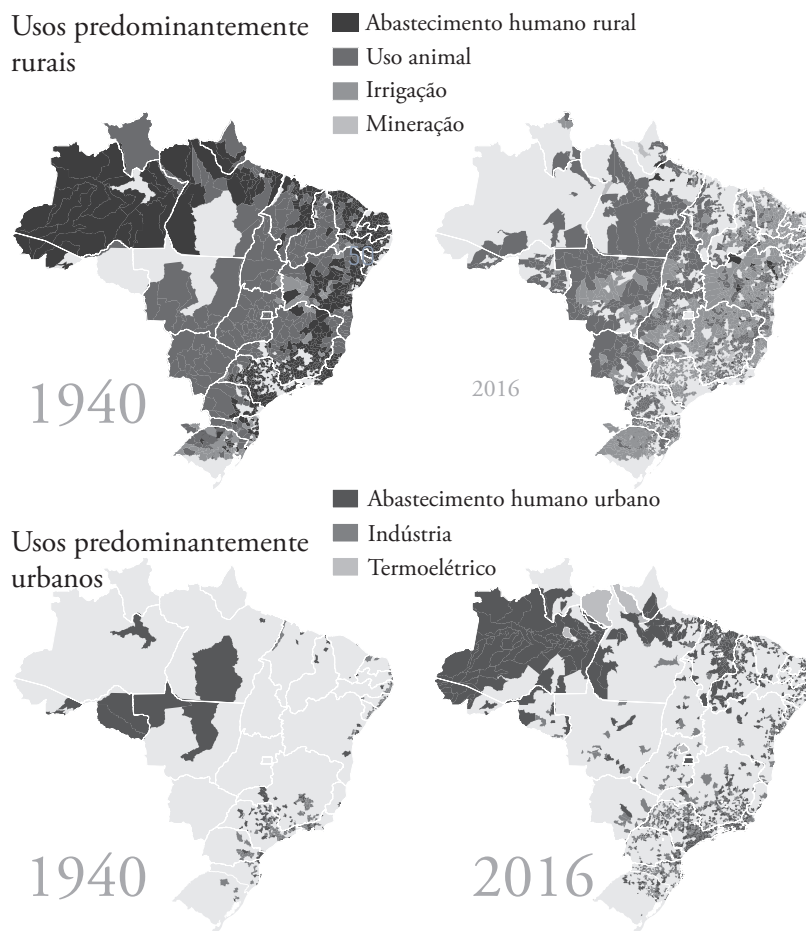 Usos predominantemente
rurais
Abastecimento humano rural
Uso animal
Irrigação
Mineração
1940
2016
Usos predominantemente
urbanos
Abastecimento humano urbano
Indústria
Termoelétrico
1940
2016